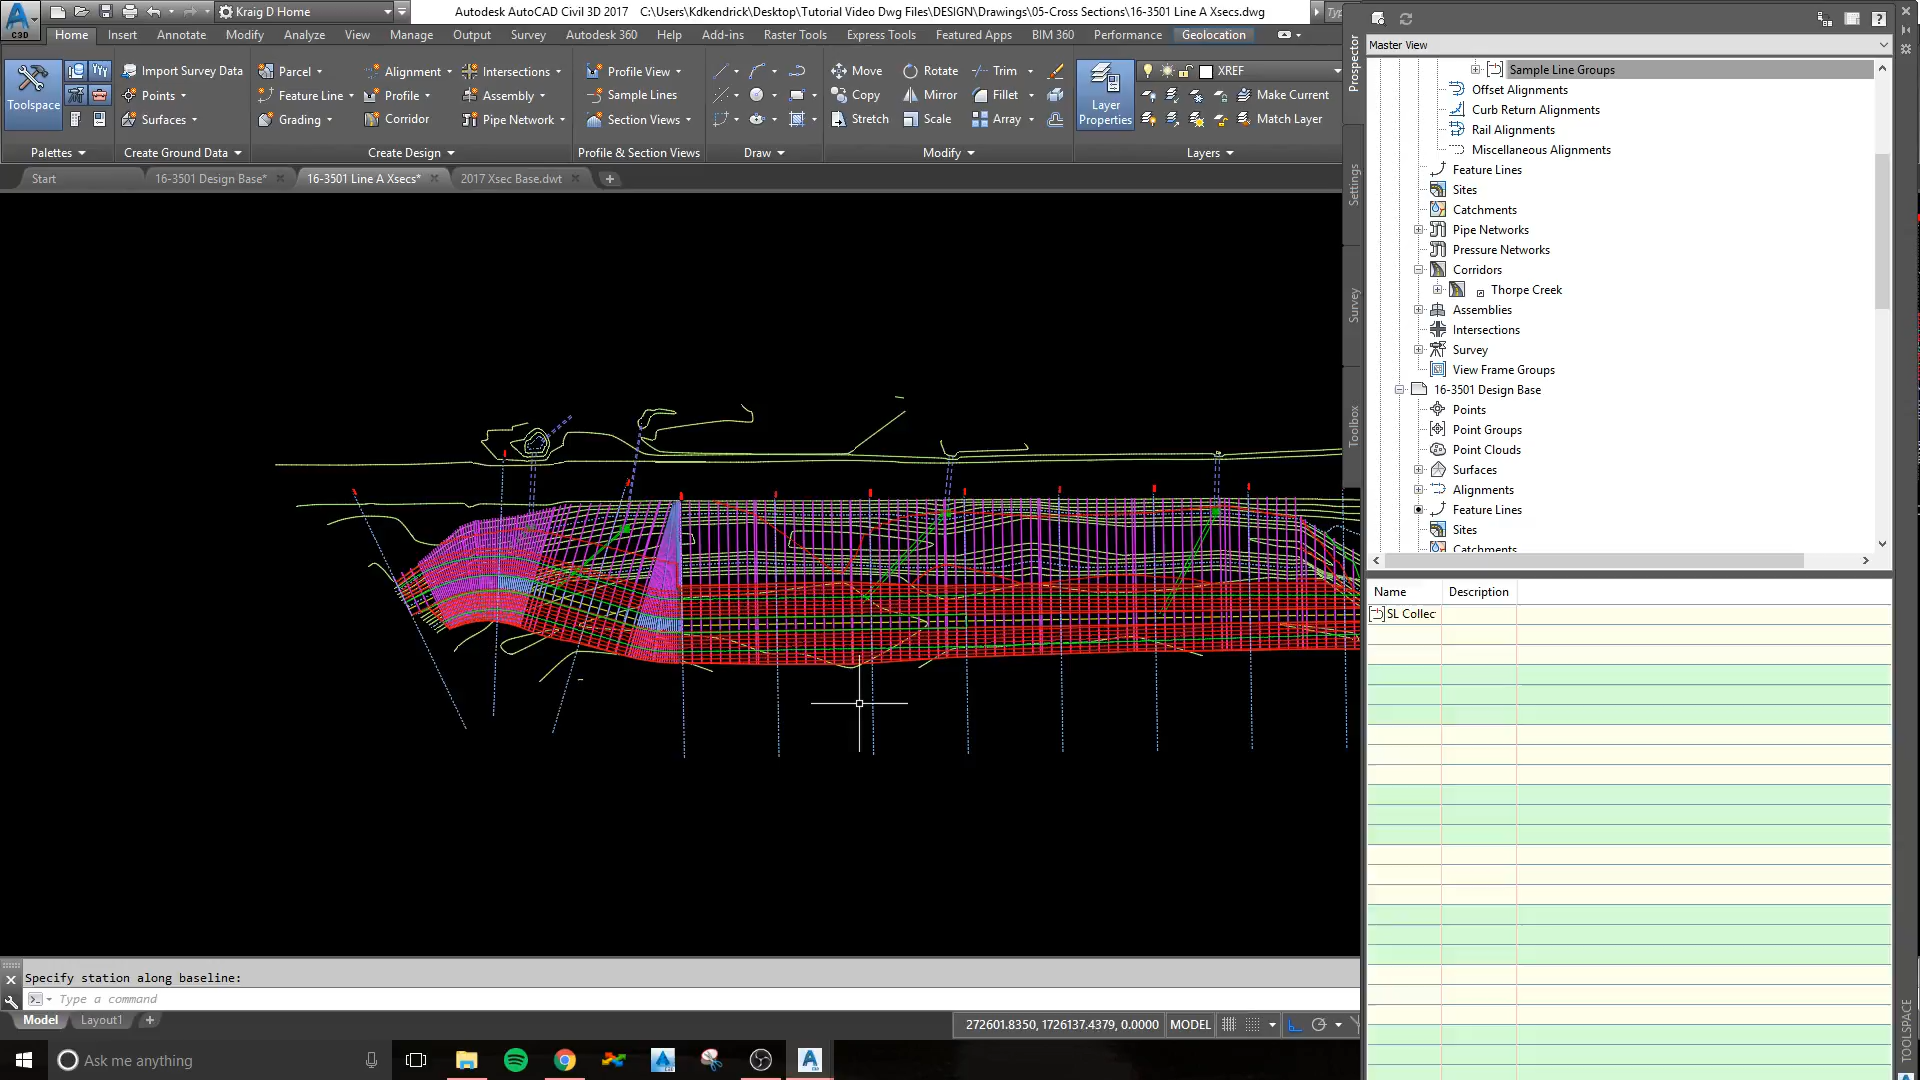 Kraig D Home
Autodesk AutoCAD Civil 3D 2017 C:\Users\Kdkendrick\Desktop\Tutorial Video Dwg Files\DESIGN\Drawings\05-Cross Sections\16-3501 Line A Xsecs.dwg
C3D
Home Insert Annotate Modify Analyze View Manage Output Survey Autodesk 360 Help Add-ins Raster Tools Express Tools Featured Apps BIM 360 Performance Geolocation
Toolspace
Import Survey Data
Points
Surfaces
Parcel
Feature Line
Grading
Alignment
Profile
Corridor
Intersections
Assembly
Pipe Network
Profile View
Sample Lines
Section Views
Move Rotate Trim
Copy Mirror Fillet
Stretch Scale Array
Layer Properties
XREF
Make Current
Match Layer
Palettes Create Ground Data Create Design Profile & Section Views Draw Modify Layers
Start 16-3501 Design Base* 16-3501 Line A Xsecs* 2017 Xsec Base.dwt
Prospector
Settings
Survey
Toolbox
Master View
Sample Line Groups
Offset Alignments
Curb Return Alignments
Rail Alignments
Miscellaneous Alignments
Feature Lines
Sites
Catchments
Pipe Networks
Pressure Networks
Corridors
Thorpe Creek
Assemblies
Intersections
Survey
View Frame Groups
16-3501 Design Base
Points
Point Groups
Point Clouds
Surfaces
Alignments
Feature Lines
Sites
Catchments
Name Description
SL Collec
TOOLSPACE
Specify station along baseline:
Type a command
Model Layout1
272601.8350, 1726137.4379, 0.0000 MODEL
Ask me anything